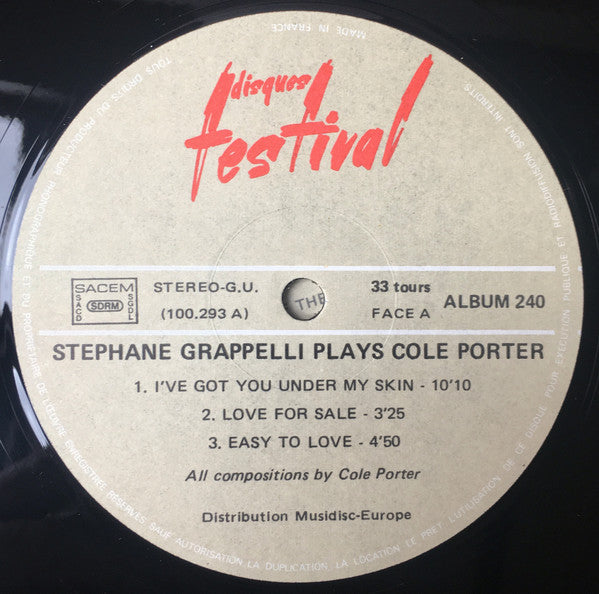 MADE IN FRANCE
TOUS DROITS DU PRODUCTEUR PHONOGRAPHIQUE ET DU PROPRIETAIRE DE L'ŒUVRE ENREGISTREE RÉSERVÉS SAUF AUTORISATION LA DUPLICATION, LA LOCATION, LE PRET, L'UTILISATION DE CE DISQUE POUR EXECUTION PUBLIQUE ET RADIODIFFUSION SONT INTERDITS
disques
festival
SACEM
SACD
SDRM
SGDL
STEREO-G.U.
(100.293 A)
THE
33 tours
FACE A
ALBUM 240
STEPHANE GRAPPELLI PLAYS COLE PORTER
1. I'VE GOT YOU UNDER MY SKIN - 10'10
2. LOVE FOR SALE - 3'25
3. EASY TO LOVE - 4'50
All compositions by Cole Porter
Distribution Musidisc-Europe